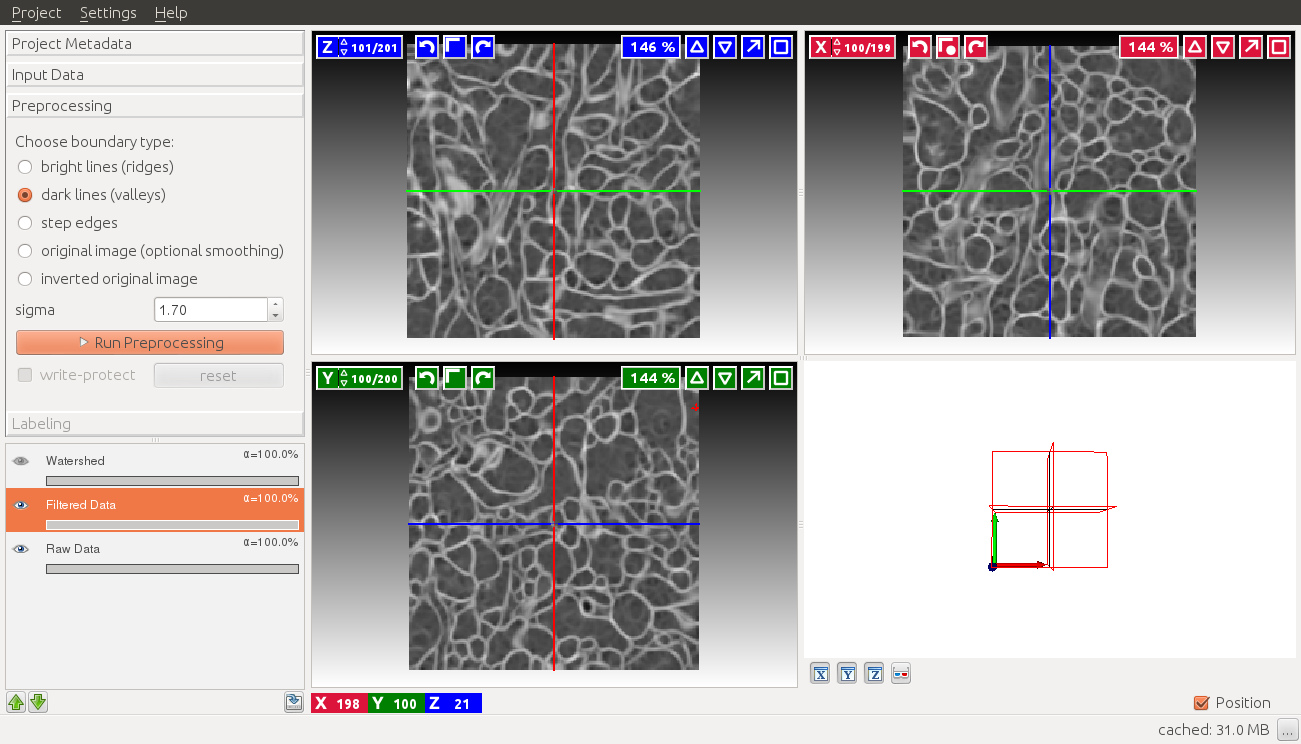 Project Settings Help
Project Metadata
Input Data
Preprocessing
Choose boundary type:
bright lines (ridges)
dark lines (valleys)
step edges
original image (optional smoothing)
inverted original image
sigma 1.70
Run Preprocessing
write-protect reset
Labeling
Watershed α=100.0%
Filtered Data α=100.0%
Raw Data α=100.0%
Z 101/201 146 %
X 100/199 144 %
Y 100/200 144 %
X Y Z
X 198 Y 100 Z 21
Position
cached: 31.0 MB ...